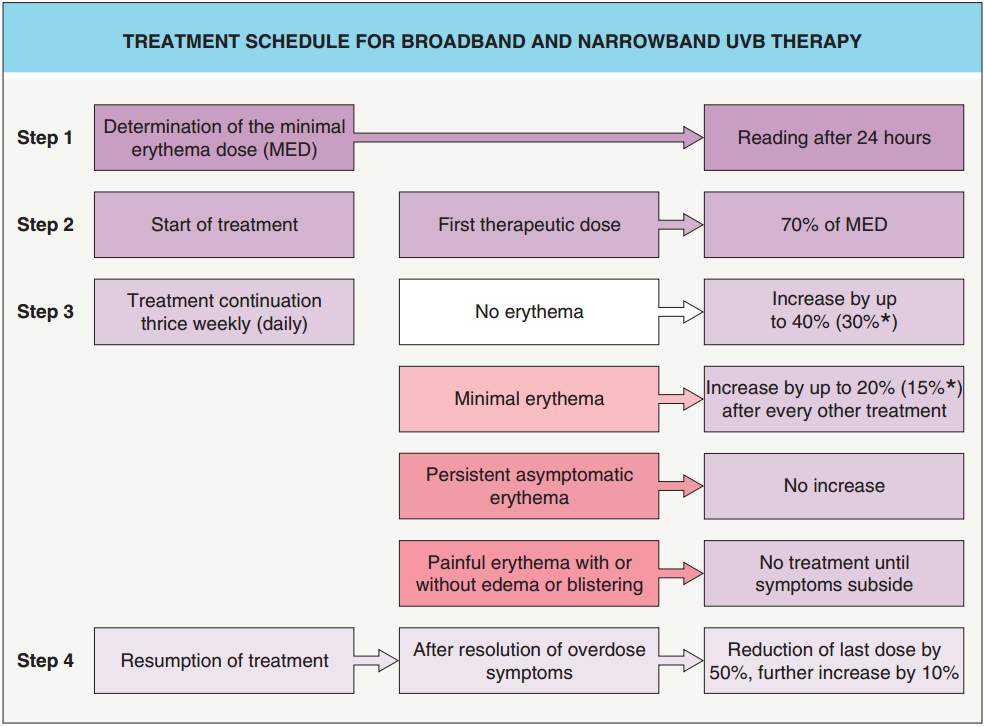 TREATMENT SCHEDULE FOR BROADBAND AND NARROWBAND UVB THERAPY
Step 1
Determination of the minimal
erythema dose (MED)
Reading after 24 hours
Step 2
Start of treatment
First therapeutic dose
70% of MED
Step 3
Treatment continuation
thrice weekly (daily)
No erythema
Increase by up
to 40% (30%*)
Minimal erythema
Increase by up to 20% (15%*)
after every other treatment
Persistent asymptomatic
erythema
No increase
Painful erythema with or
without edema or blistering
No treatment until
symptoms subside
Step 4
Resumption of treatment
After resolution of overdose
symptoms
Reduction of last dose by
50%, further increase by 10%